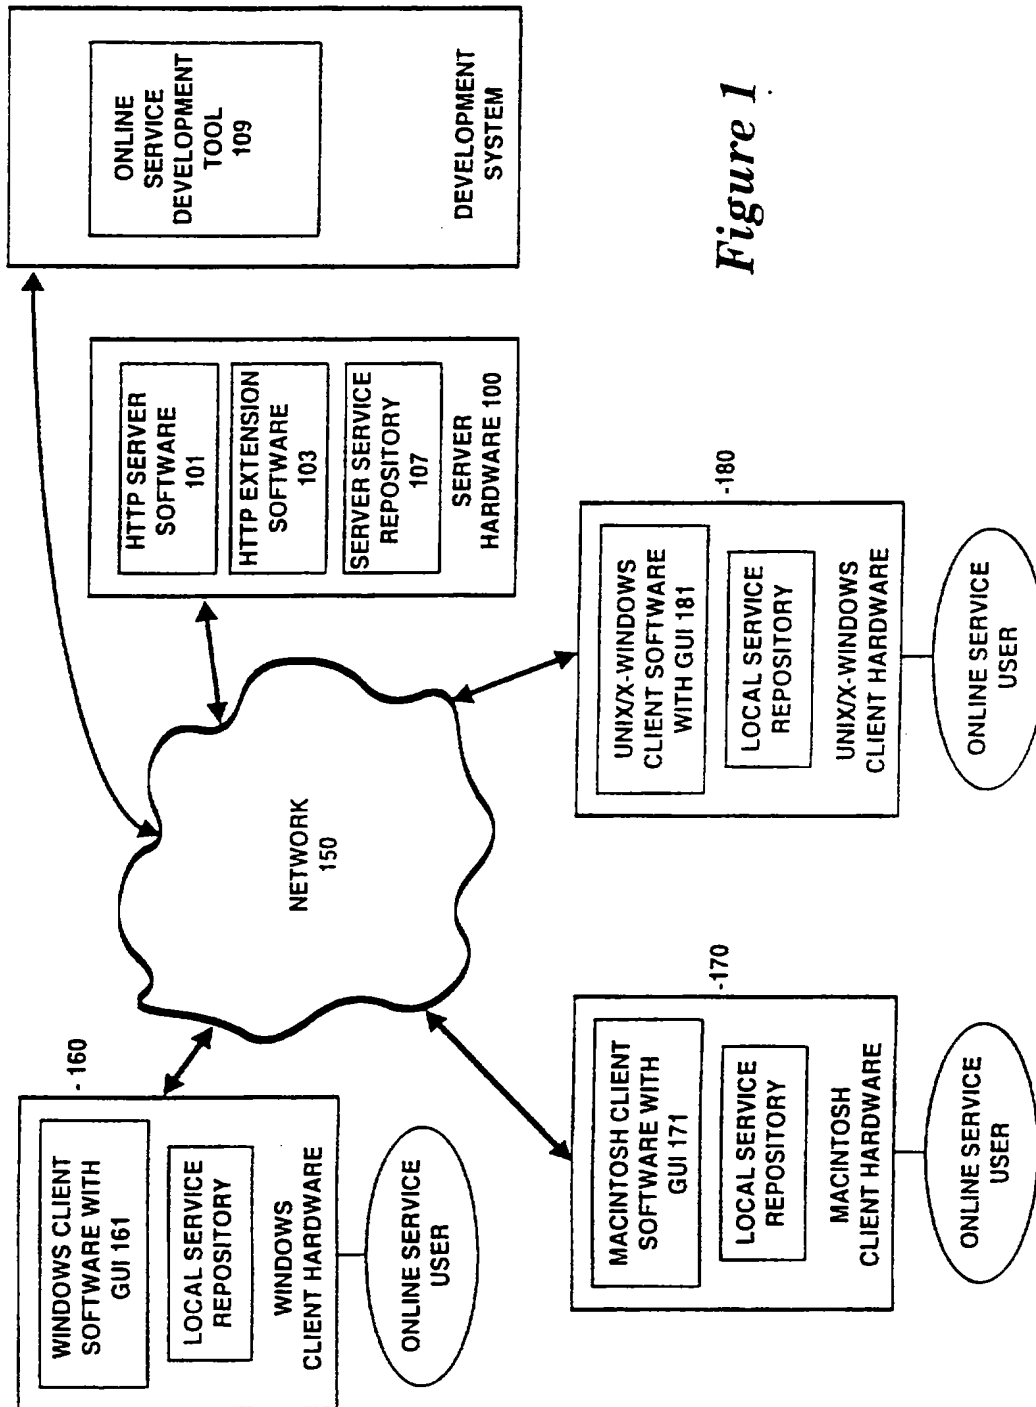 WINDOWS CLIENT
SOFTWARE WITH
GUI 161
LOCAL SERVICE
REPOSITORY
WINDOWS
CLIENT HARDWARE
-160
ONLINE SERVICE
USER
NETWORK
150
HTTP SERVER
SOFTWARE
101
HTTP EXTENSION
SOFTWARE
103
SERVER SERVICE
REPOSITORY
107
SERVER
HARDWARE 100
ONLINE
SERVICE
DEVELOPMENT
TOOL
109
DEVELOPMENT
SYSTEM
MACINTOSH CLIENT
SOFTWARE WITH
GUI 171
LOCAL SERVICE
REPOSITORY
MACINTOSH
CLIENT HARDWARE
-170
ONLINE SERVICE
USER
UNIX/X-WINDOWS
CLIENT SOFTWARE
WITH GUI 181
LOCAL SERVICE
REPOSITORY
UNIX/X-WINDOWS
CLIENT HARDWARE
-180
ONLINE SERVICE
USER
Figure 1